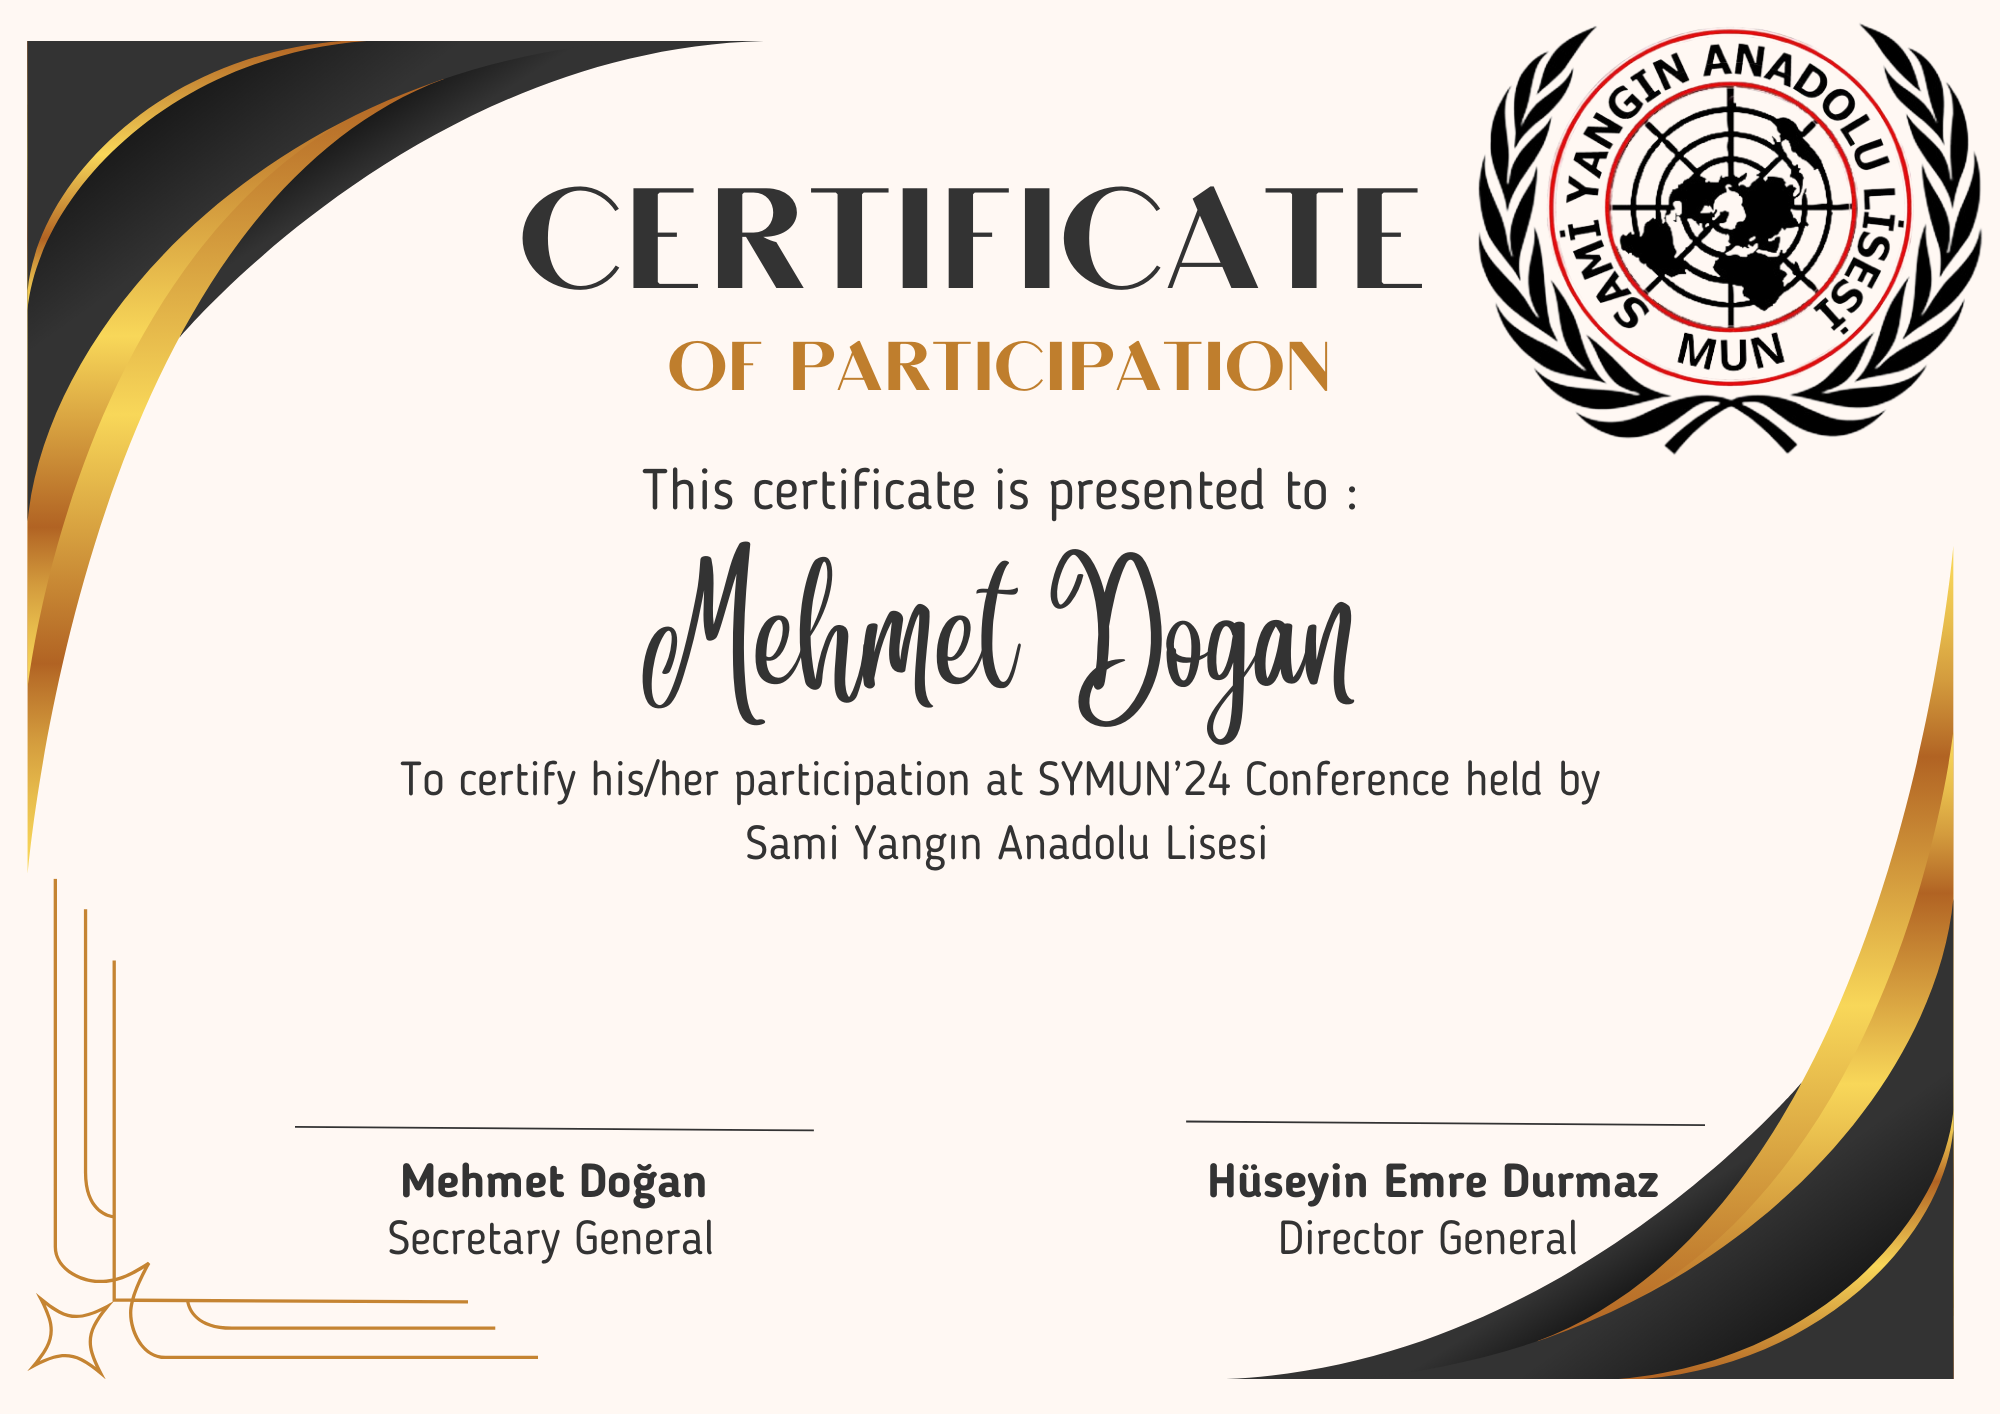 CERTIFICATE
OF PARTICIPATION
SAMİ YANGIN ANADOLU LİSESİ
MUN
This certificate is presented to :
Mehmet Dogan
To certify his/her participation at SYMUN’24 Conference held by
Sami Yangın Anadolu Lisesi
Mehmet Doğan
Secretary General
Hüseyin Emre Durmaz
Director General